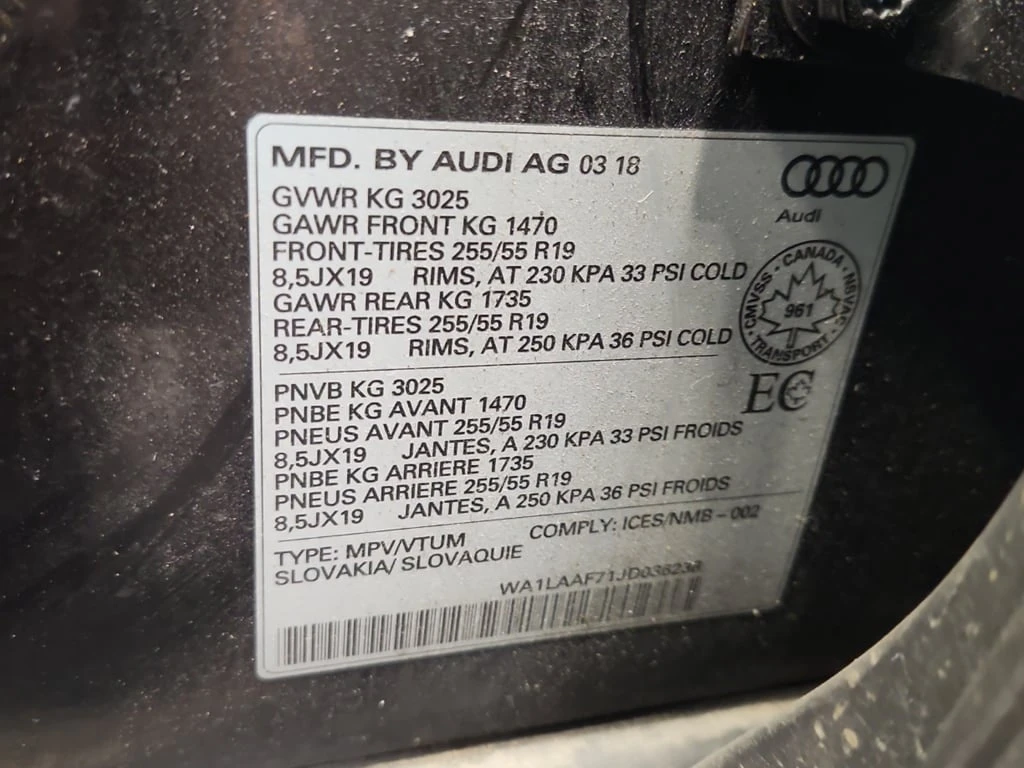 MFD. BY AUDI AG 03 18
Audi
GVWR KG 3025
GAWR FRONT KG 1470
FRONT-TIRES 255/55 R19
8,5JX19 RIMS, AT 230 KPA 33 PSI COLD
GAWR REAR KG 1735
REAR-TIRES 255/55 R19
8,5JX19 RIMS, AT 250 KPA 36 PSI COLD
CMVSS - CANADA - NSVAC
961
TRANSPORT
EC
PNVB KG 3025
PNBE KG AVANT 1470
PNEUS AVANT 255/55 R19
8,5JX19 JANTES, A 230 KPA 33 PSI FROIDS
PNBE KG ARRIERE 1735
PNEUS ARRIERE 255/55 R19
8,5JX19 JANTES, A 250 KPA 36 PSI FROIDS
TYPE: MPV/VTUM COMPLY: ICES/NMB-002
SLOVAKIA/ SLOVAQUIE